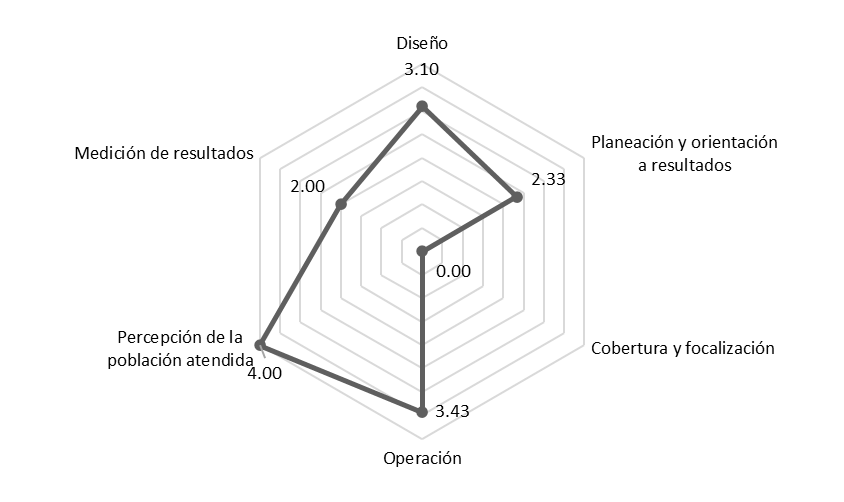 Diseño
3.10
Planeación y orientación
a resultados
2.33
Medición de resultados
2.00
0.00
Percepción de la
población atendida
4.00
Cobertura y focalización
3.43
Operación